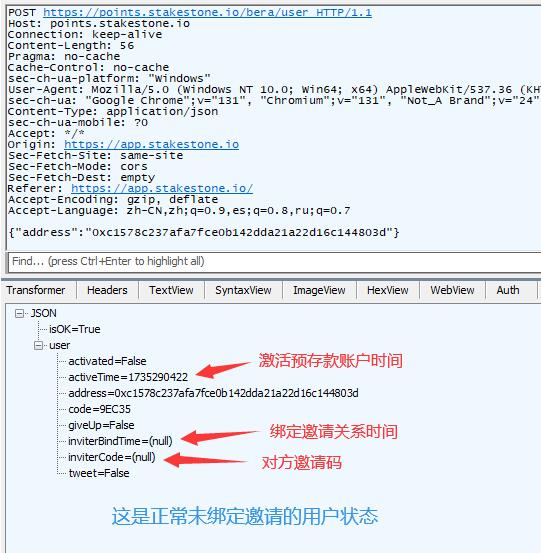 POST https://points.stakestone.io/bera/user HTTP/1.1
Host: points.stakestone.io
Connection: keep-alive
Content-Length: 56
Pragma: no-cache
Cache-Control: no-cache
sec-ch-ua-platform: "Windows"
User-Agent: Mozilla/5.0 (Windows NT 10.0; Win64; x64) AppleWebKit/537.36 (KH
sec-ch-ua: "Google Chrome";v="131", "Chromium";v="131", "Not_A Brand";v="24"
Content-Type: application/json
sec-ch-ua-mobile: ?0
Accept: */*
Origin: https://app.stakestone.io
Sec-Fetch-Site: same-site
Sec-Fetch-Mode: cors
Sec-Fetch-Dest: empty
Referer: https://app.stakestone.io/
Accept-Encoding: gzip, deflate
Accept-Language: zh-CN,zh;q=0.9,es;q=0.8,ru;q=0.7
{"address":"0xc1578c237afa7fce0b142dda21a22d16c144803d"}
Find... (press Ctrl+Enter to highlight all)
Transformer Headers TextView SyntaxView ImageView HexView WebView Auth
JSON
isOK=True
user
activated=False
激活预存款账户时间
activeTime=1735290422
address=0xc1578c237afa7fce0b142dda21a22d16c144803d
code=9EC35
giveUp=False
绑定邀请关系时间
inviterBindTime=(null)
inviterCode=(null)
对方邀请码
tweet=False
这是正常未绑定邀请的用户状态